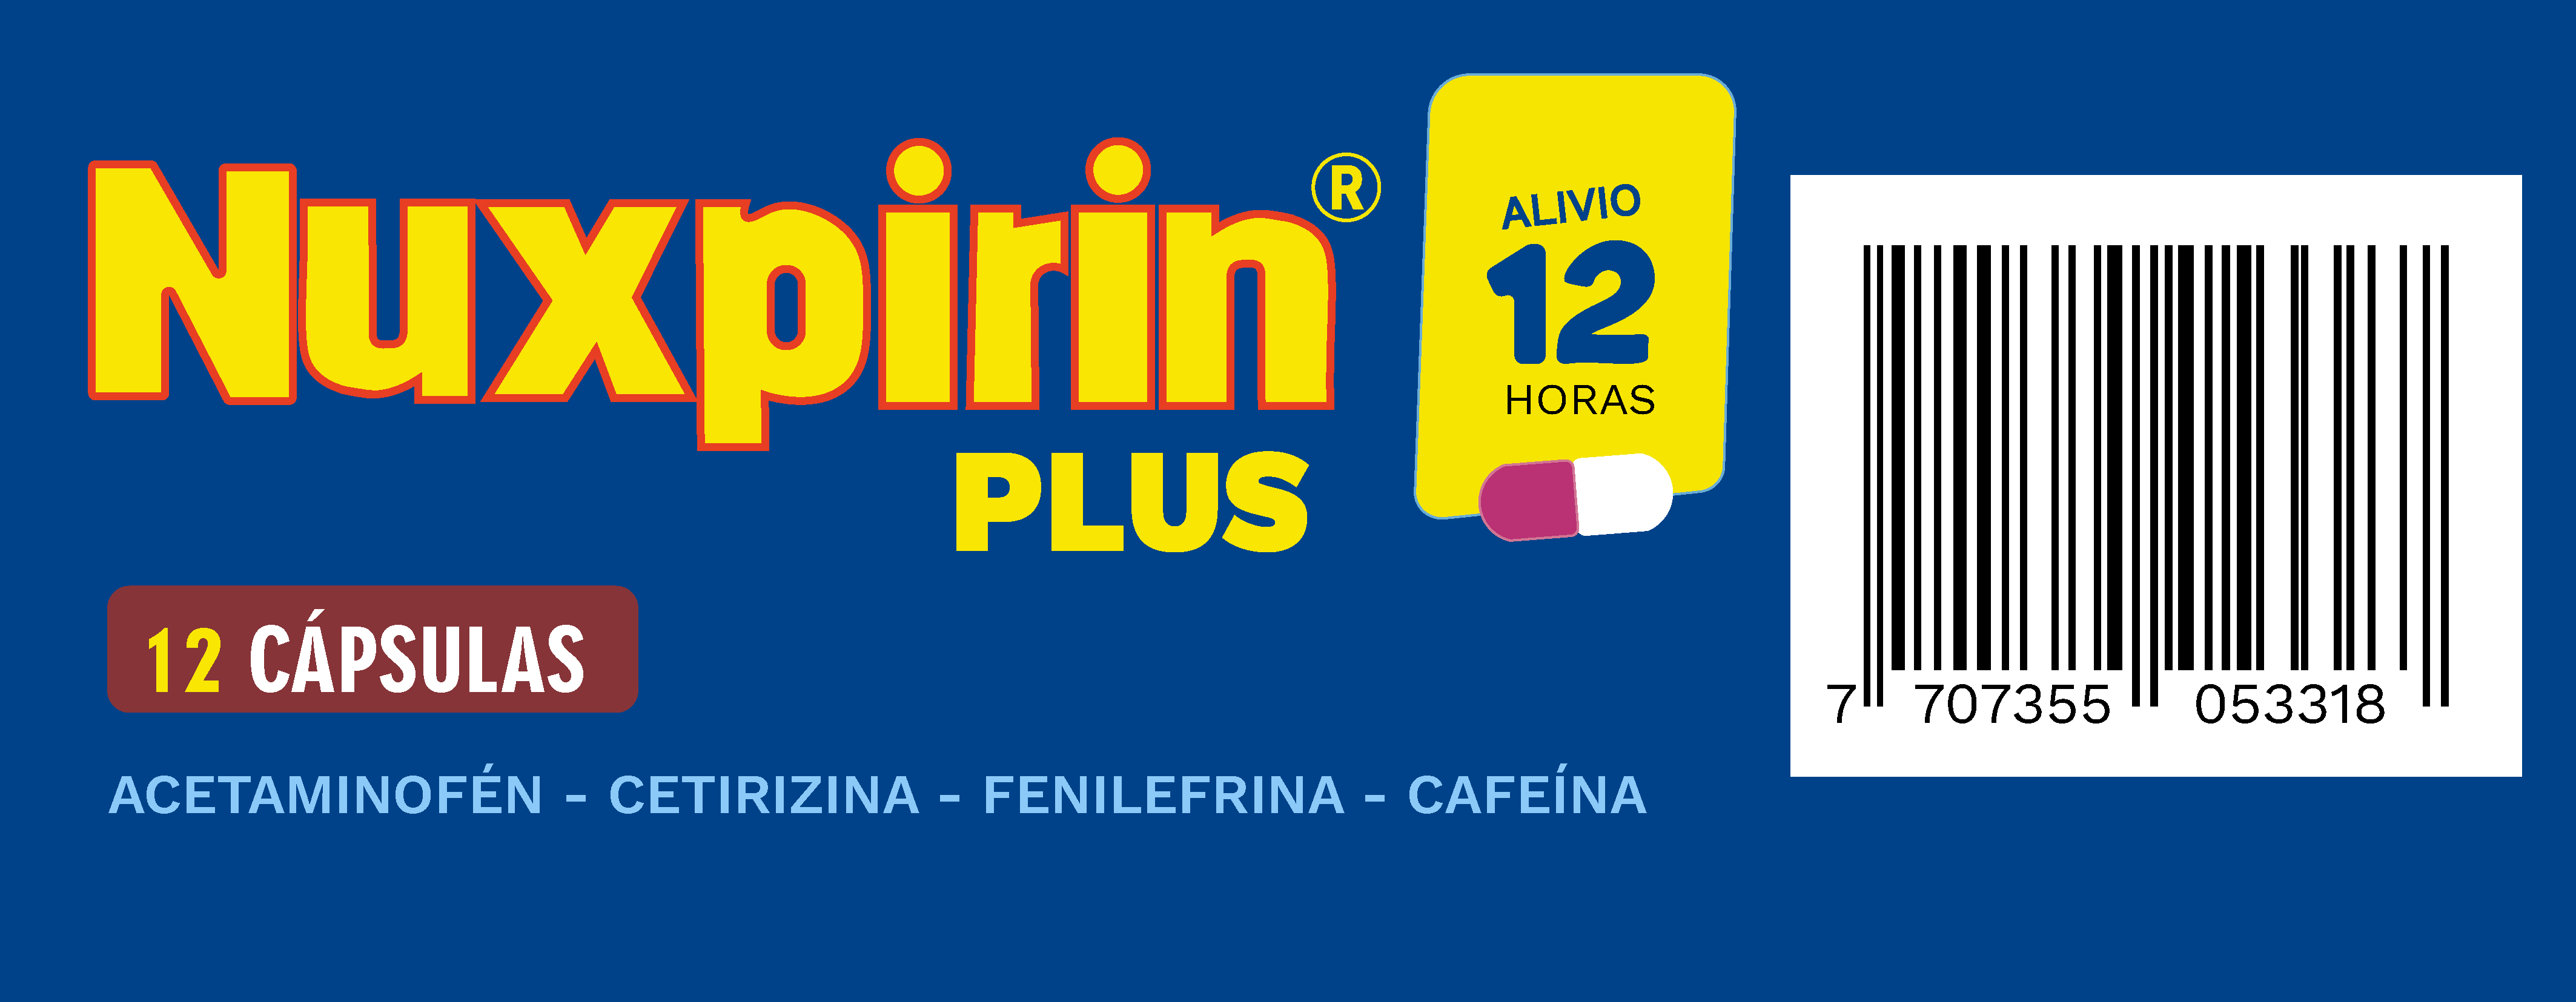 Nuxpirin®
PLUS
ALIVIO
12
HORAS
12 CÁPSULAS
ACETAMINOFÉN - CETIRIZINA - FENILEFRINA - CAFEÍNA
7 707355 053318